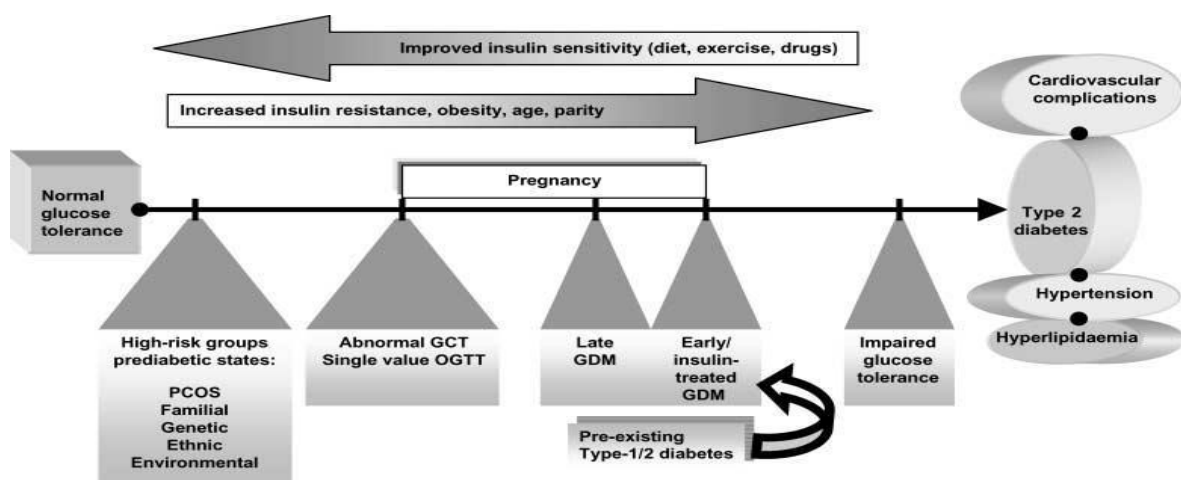 Improved insulin sensitivity (diet, exercise, drugs)
Increased insulin resistance, obesity, age, parity
Cardiovascular
complications
Normal
glucose
tolerance
Pregnancy
Type 2
diabetes
Hypertension
Hyperlipidaemia
High-risk groups
prediabetic states:
PCOS
Familial
Genetic
Ethnic
Environmental
Abnormal GCT
Single value OGTT
Late
GDM
Early/
insulin-
treated
GDM
Impaired
glucose
tolerance
Pre-existing
Type-1/2 diabetes